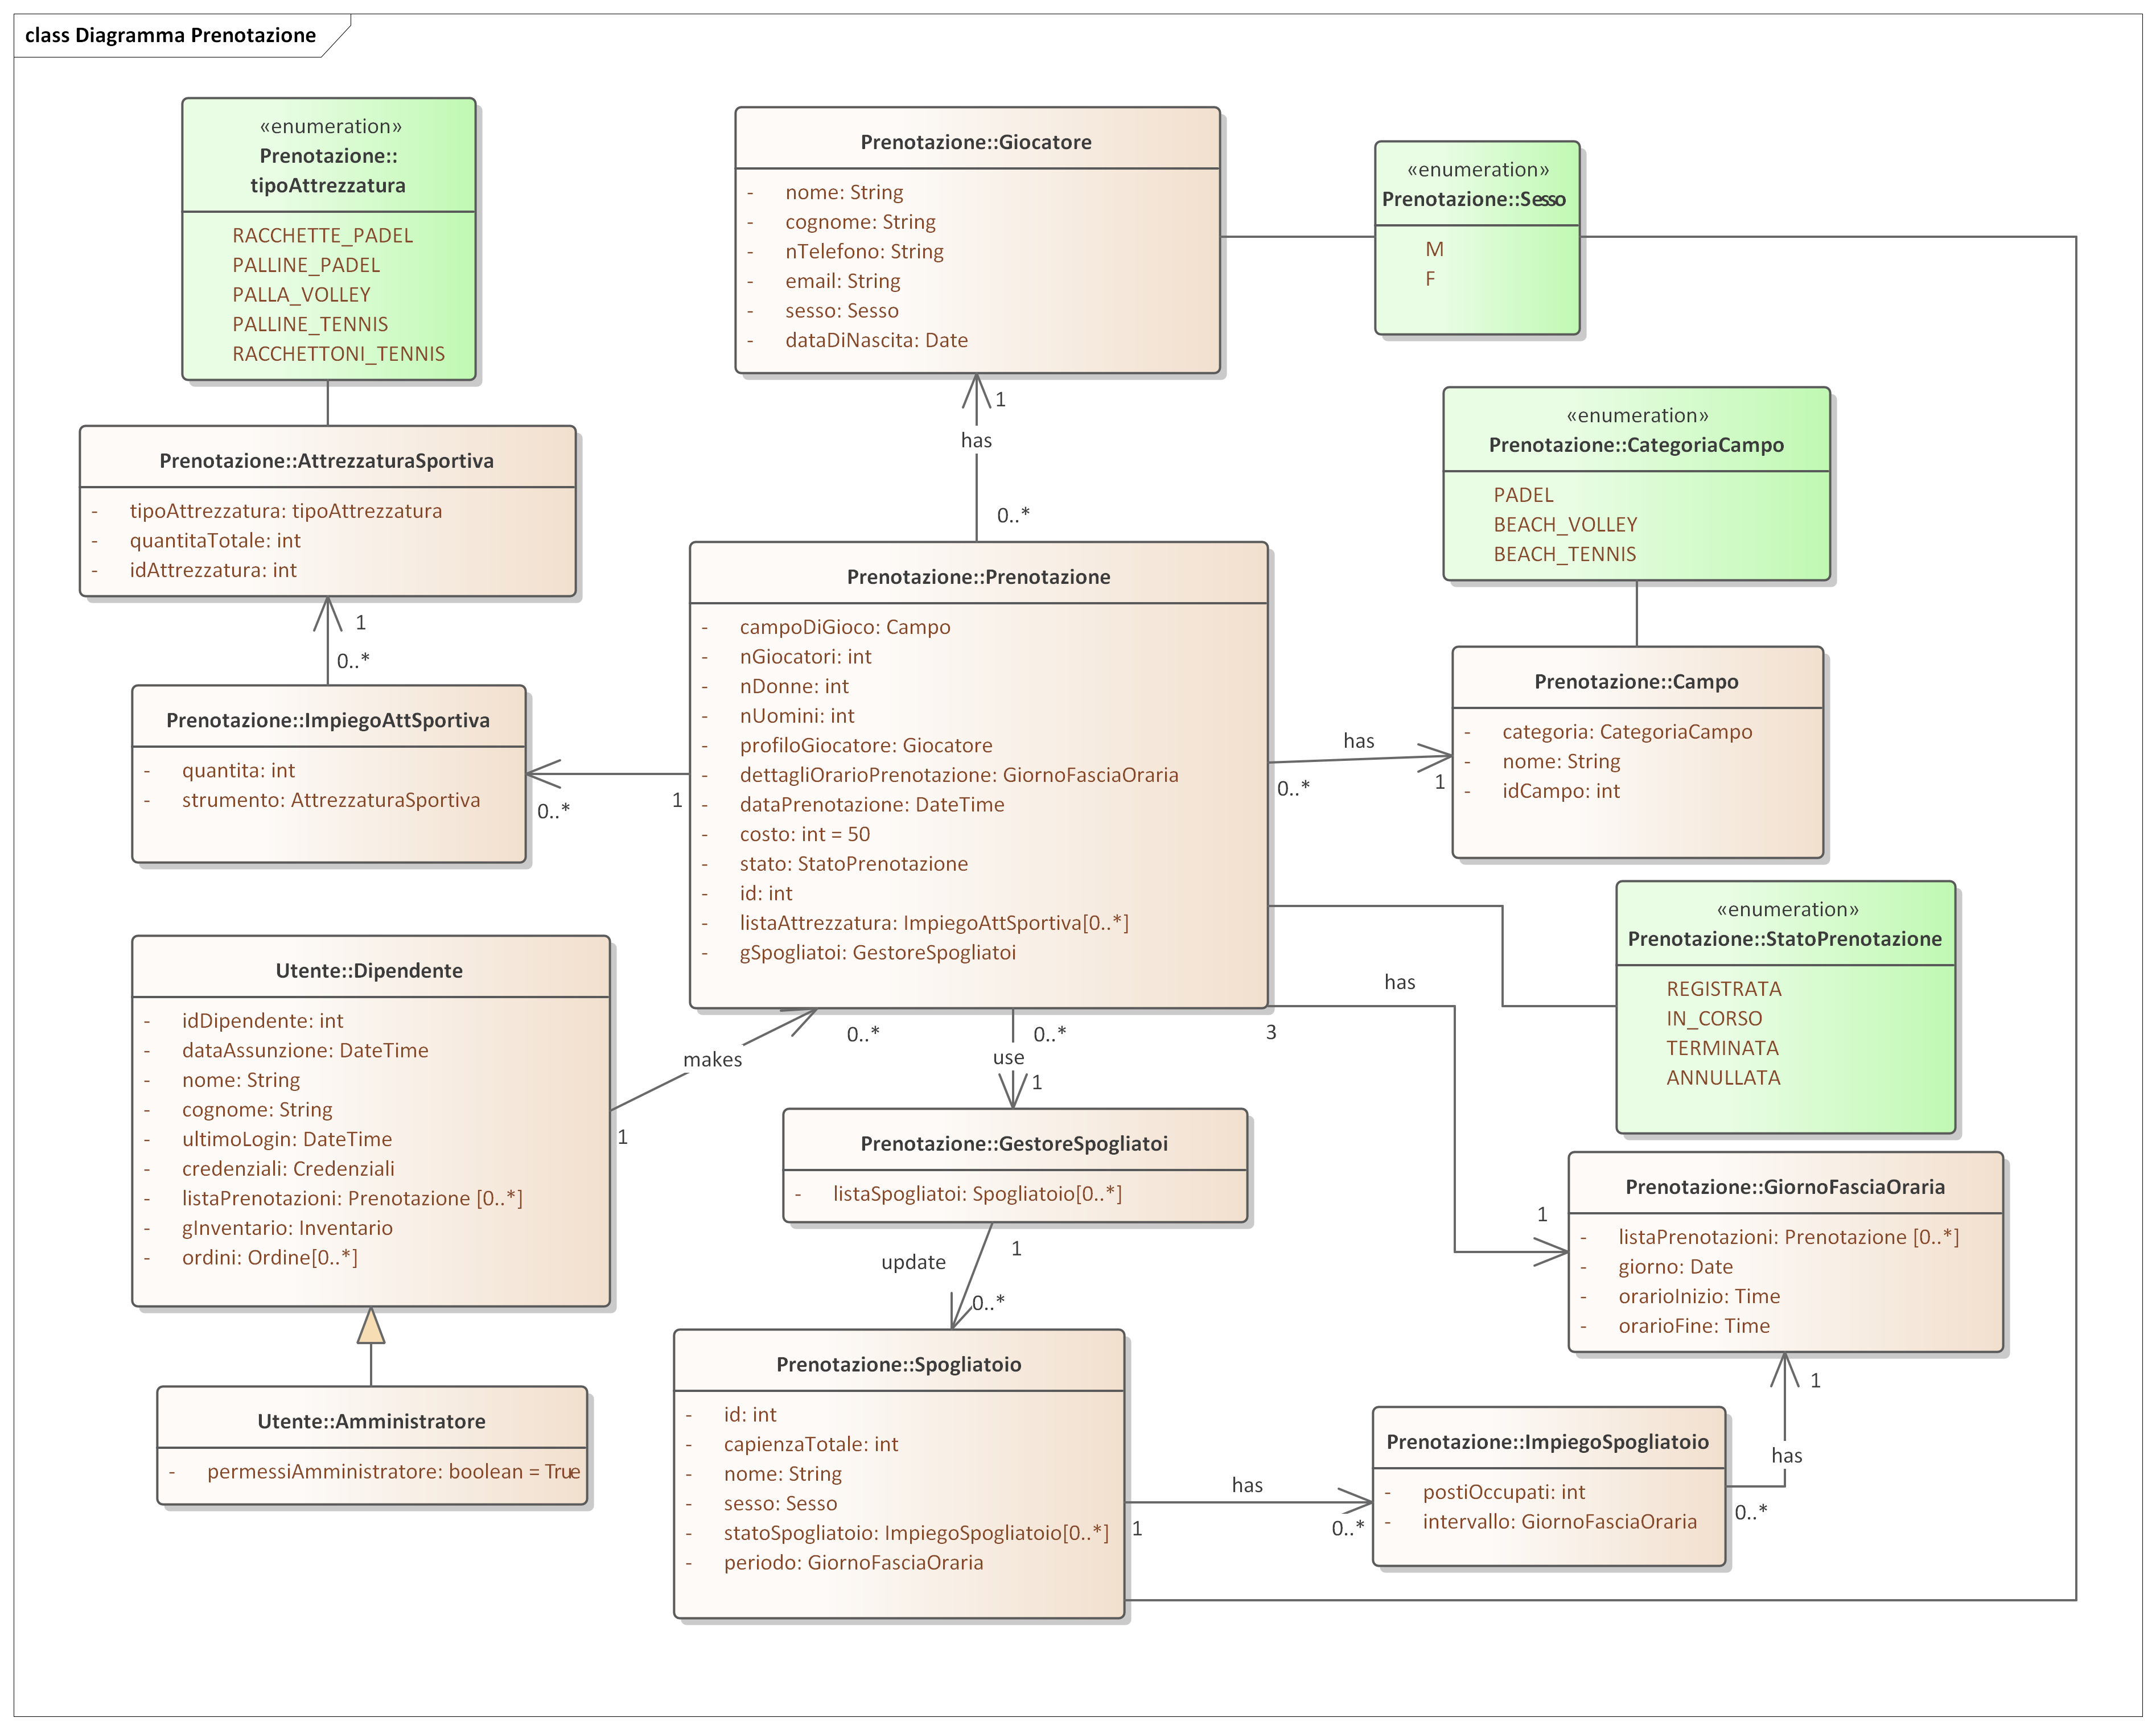 class Diagramma Prenotazione
«enumeration»
Prenotazione::
tipoAttrezzatura
RACCHETTE_PADEL
PALLINE_PADEL
PALLA_VOLLEY
PALLINE_TENNIS
RACCHETTONI_TENNIS
Prenotazione::Giocatore
- nome: String
- cognome: String
- nTelefono: String
- email: String
- sesso: Sesso
- dataDiNascita: Date
«enumeration»
Prenotazione::Sesso
M
F
1
has
0..*
«enumeration»
Prenotazione::CategoriaCampo
PADEL
BEACH_VOLLEY
BEACH_TENNIS
Prenotazione::AttrezzaturaSportiva
- tipoAttrezzatura: tipoAttrezzatura
- quantitaTotale: int
- idAttrezzatura: int
1
0..*
Prenotazione::ImpiegoAttSportiva
- quantita: int
- strumento: AttrezzaturaSportiva
0..*
1
Prenotazione::Prenotazione
- campoDiGioco: Campo
- nGiocatori: int
- nDonne: int
- nUomini: int
- profiloGiocatore: Giocatore
- dettagliOrarioPrenotazione: GiornoFasciaOraria
- dataPrenotazione: DateTime
- costo: int = 50
- stato: StatoPrenotazione
- id: int
- listaAttrezzatura: ImpiegoAttSportiva[0..*]
- gSpogliatoi: GestoreSpogliatoi
has
0..*
1
Prenotazione::Campo
- categoria: CategoriaCampo
- nome: String
- idCampo: int
«enumeration»
Prenotazione::StatoPrenotazione
REGISTRATA
IN_CORSO
TERMINATA
ANNULLATA
Utente::Dipendente
- idDipendente: int
- dataAssunzione: DateTime
- nome: String
- cognome: String
- ultimoLogin: DateTime
- credenziali: Credenziali
- listaPrenotazioni: Prenotazione [0..*]
- gInventario: Inventario
- ordini: Ordine[0..*]
makes
0..*
1
0..*
use
1
has
3
1
Prenotazione::GestoreSpogliatoi
- listaSpogliatoi: Spogliatoio[0..*]
Prenotazione::GiornoFasciaOraria
- listaPrenotazioni: Prenotazione [0..*]
- giorno: Date
- orarioInizio: Time
- orarioFine: Time
1
update
0..*
Utente::Amministratore
- permessiAmministratore: boolean = True
Prenotazione::Spogliatoio
- id: int
- capienzaTotale: int
- nome: String
- sesso: Sesso
- statoSpogliatoio: ImpiegoSpogliatoio[0..*]
- periodo: GiornoFasciaOraria
has
1
0..*
Prenotazione::ImpiegoSpogliatoio
- postiOccupati: int
- intervallo: GiornoFasciaOraria
1
has
0..*